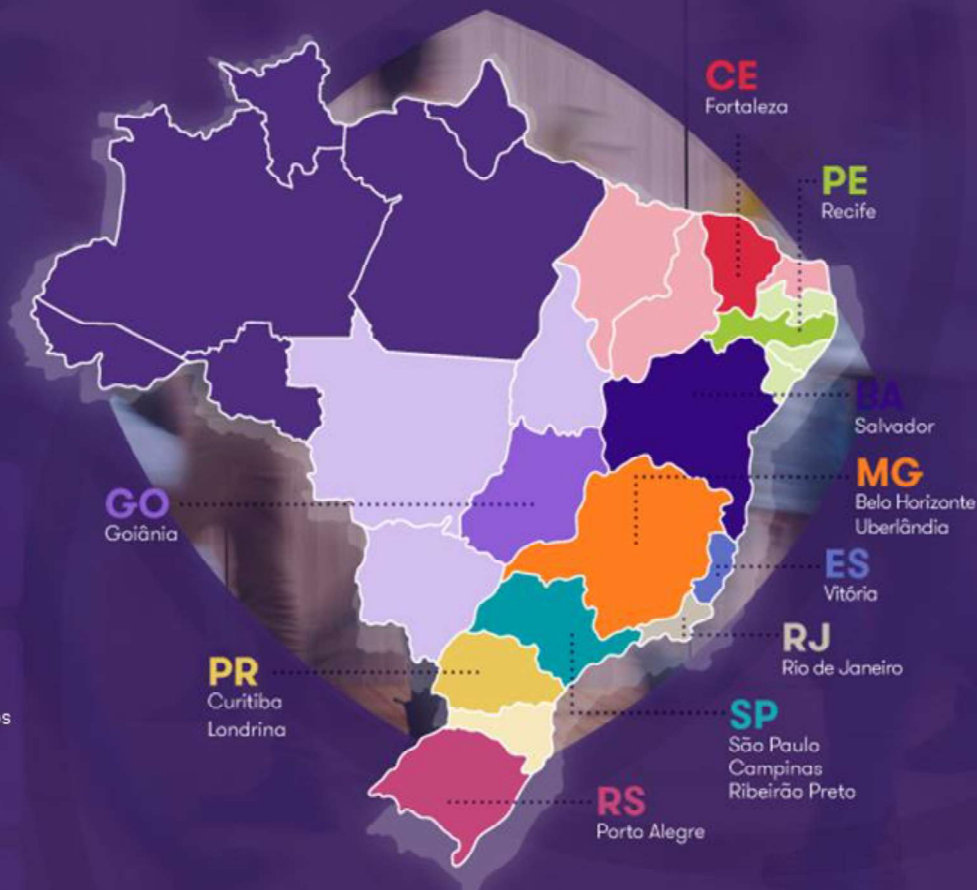 CE
Fortaleza
PE
Recife
BA
Salvador
MG
Belo Horizonte
Uberlândia
GO
Goiânia
ES
Vitória
RJ
Rio de Janeiro
PR
Curitiba
Londrina
SP
São Paulo
Campinas
Ribeirão Preto
RS
Porto Alegre